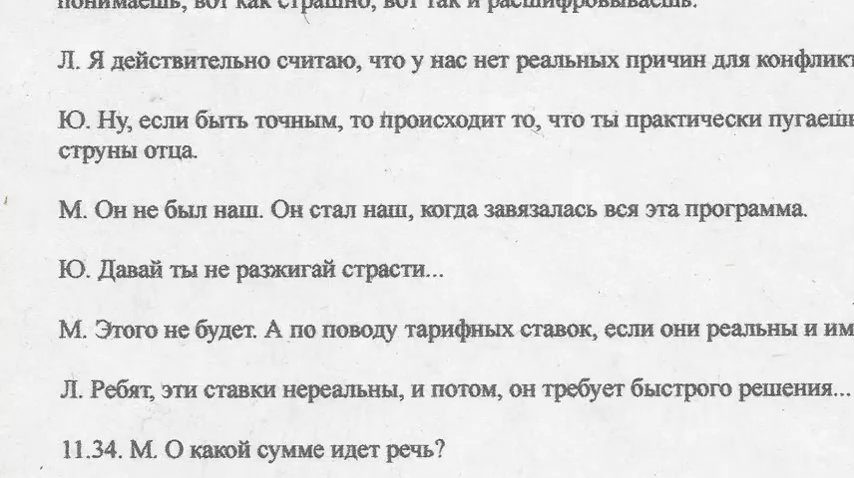 понимаешь, вот как страшно, вот так и расшифровываешь.
Л. Я действительно считаю, что у нас нет реальных причин для конфликт
Ю. Ну, если быть точным, то происходит то, что ты практически пугаешь
струны отца.
М. Он не был наш. Он стал наш, когда завязалась вся эта программа.
Ю. Давай ты не разжигай страсти...
М. Этого не будет. А по поводу тарифных ставок, если они реальны и им
Л. Ребят, эти ставки нереальны, и потом, он требует быстрого решения...
11.34. М. О какой сумме идет речь?